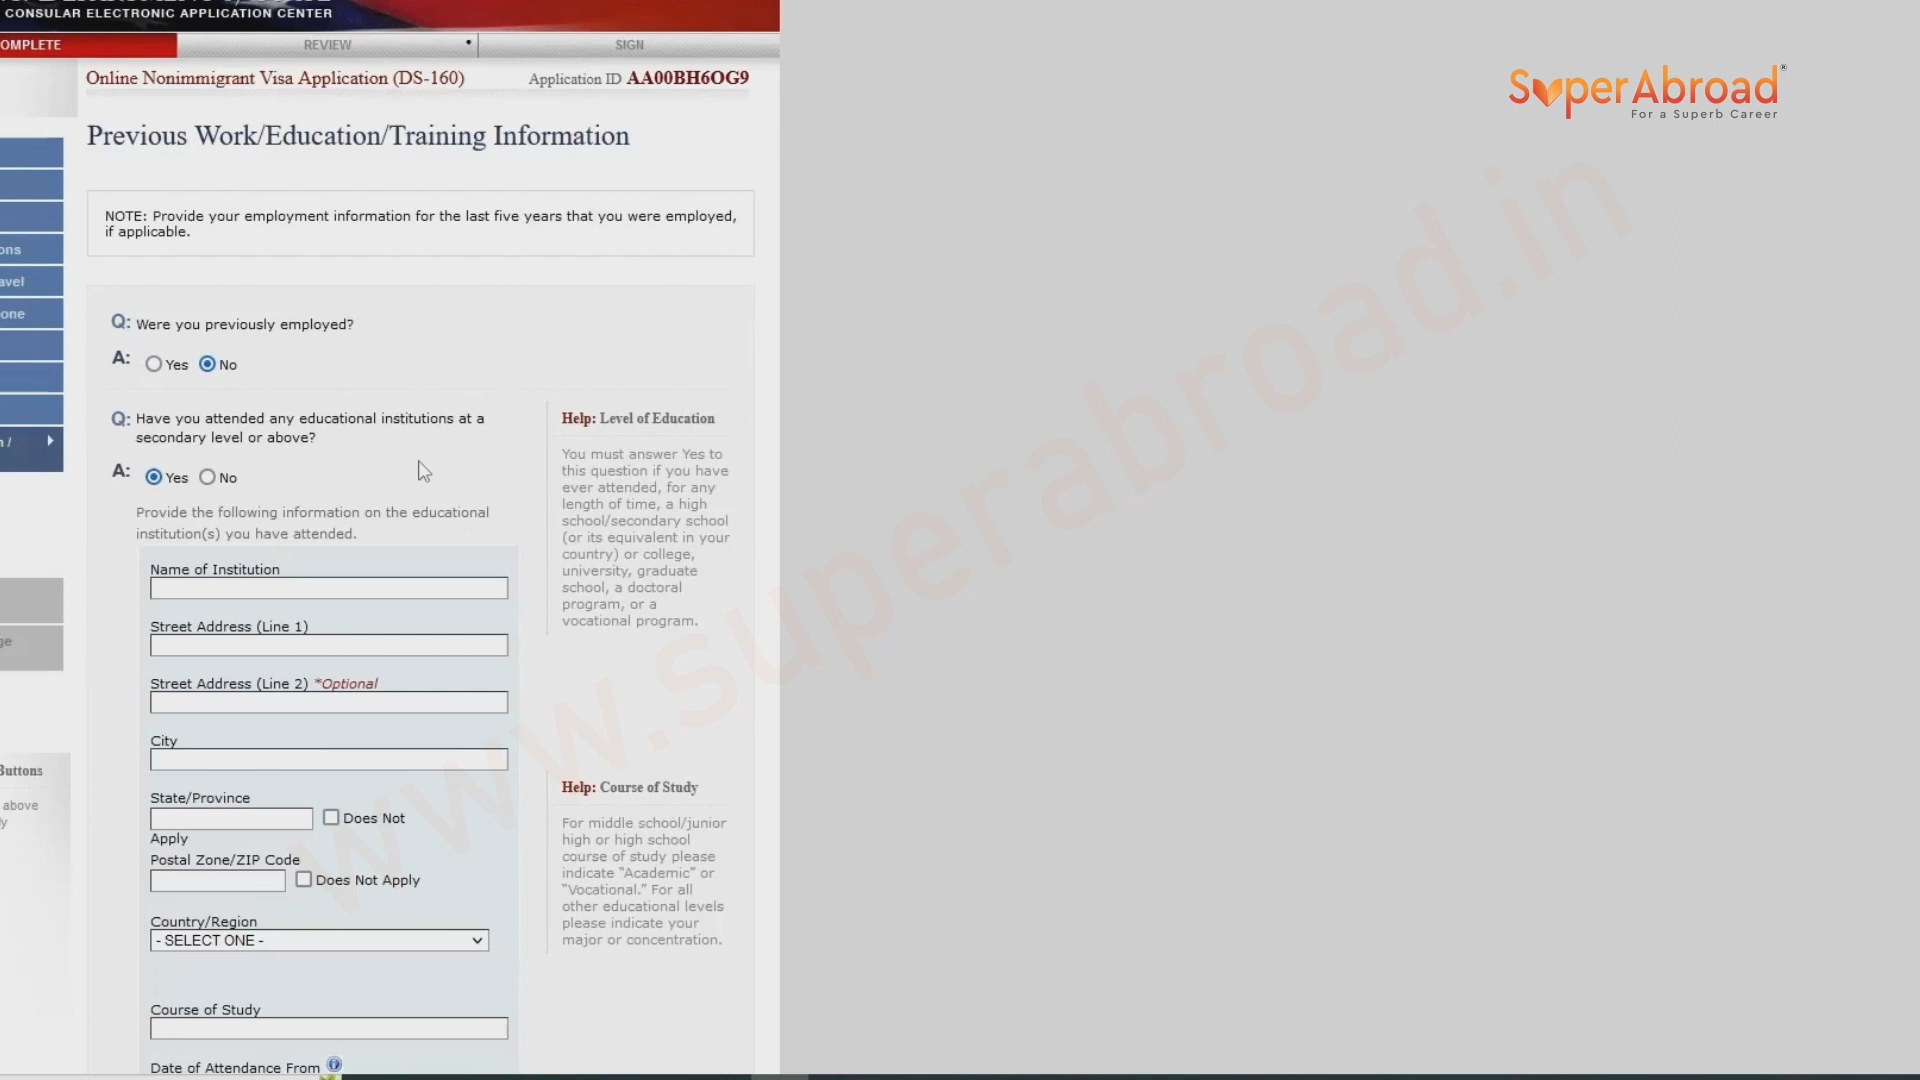 CONSULAR ELECTRONIC APPLICATION CENTER
OMPLETE
REVIEW
SIGN
Online Nonimmigrant Visa Application (DS-160)
Application ID AA00BH6OG9
SuperAbroad®
For a Superb Career
Previous Work/Education/Training Information
NOTE: Provide your employment information for the last five years that you were employed,
if applicable.
ons
avel
one
n /
ge
Buttons
above
ly
Q: Were you previously employed?
A: Yes No
Q: Have you attended any educational institutions at a
secondary level or above?
A: Yes No
Provide the following information on the educational
institution(s) you have attended.
Name of Institution
Street Address (Line 1)
Street Address (Line 2) *Optional
City
State/Province
Does Not
Apply
Postal Zone/ZIP Code
Does Not Apply
Country/Region
- SELECT ONE -
Course of Study
Date of Attendance From
Help: Level of Education
You must answer Yes to
this question if you have
ever attended, for any
length of time, a high
school/secondary school
(or its equivalent in your
country) or college,
university, graduate
school, a doctoral
program, or a
vocational program.
Help: Course of Study
For middle school/junior
high or high school
course of study please
indicate “Academic” or
“Vocational.” For all
other educational levels
please indicate your
major or concentration.
www.superabroad.in